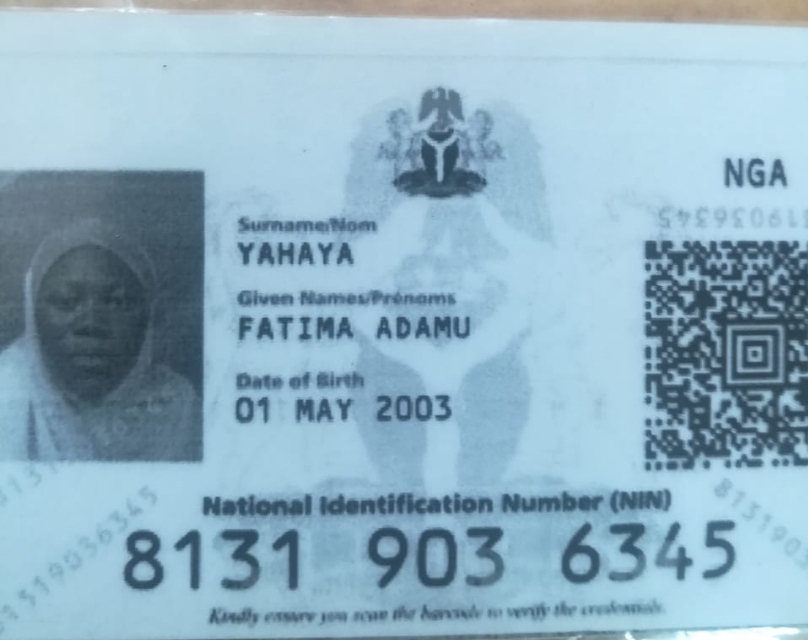 NGA
Surname/Nom
YAHAYA
Given Names/Prénoms
FATIMA ADAMU
Date of Birth
01 MAY 2003
National Identification Number (NIN)
8131 903 6345
Kindly ensure you scan the barcode to verify the credentials.